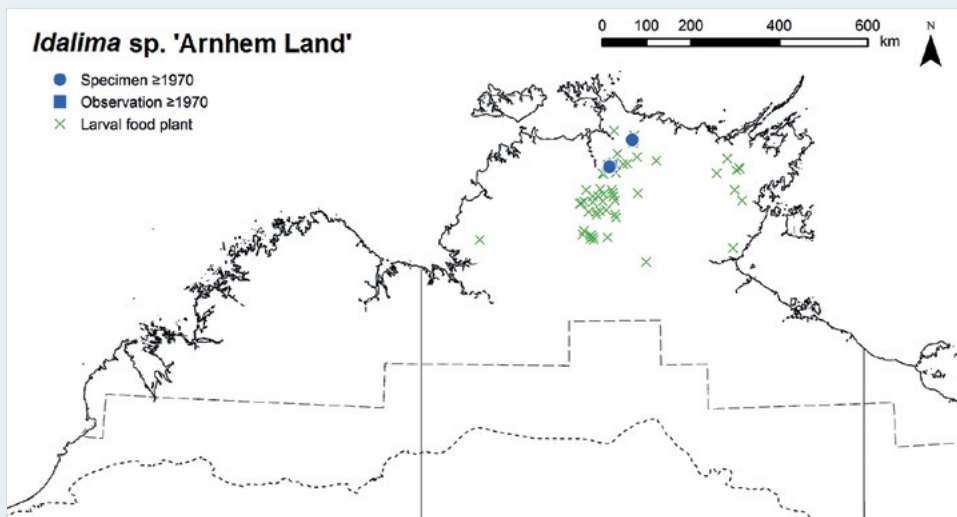 Idalima sp. 'Arnhem Land'
Specimen ≥1970
Observation ≥1970
Larval food plant
0 100 200 400 600
km
N